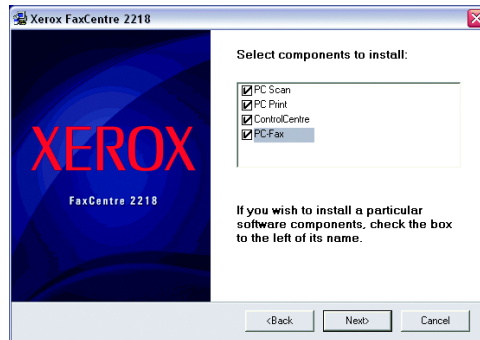 Xerox FaxCentre 2218
Select components to install:
PC Scan
PC Print
ControlCentre
PC-Fax
XEROX
FaxCentre 2218
If you wish to install a particular
software components, check the box
to the left of its name.
<Back
Next>
Cancel